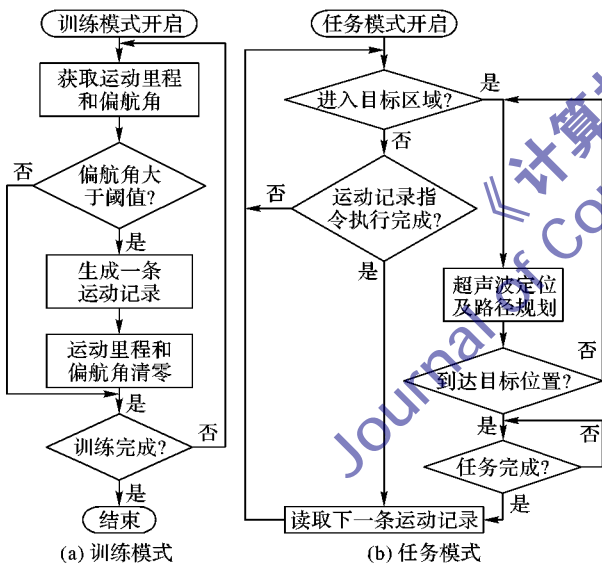 训练模式开启
获取运动里程
和偏航角
偏航角大
于阈值?
否
是
生成一条
运动记录
运动里程和
偏航角清零
是
训练完成?
否
是
结束
(a) 训练模式
任务模式开启
进入目标区域?
是
否
运动记录指
令执行完成?
否
是
超声波定位
及路径规划
否
到达目标位置?
是
否
任务完成?
是
读取下一条运动记录
(b) 任务模式
《计算
Journal of Co